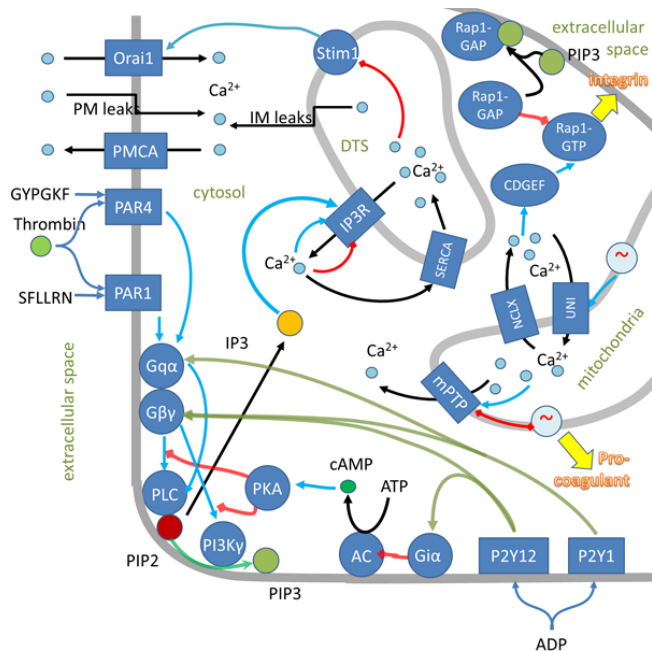 Rap1-
GAP
extracellular
space
PIP3
integrin
Orai1
Stim1
Ca²⁺
PM leaks
IM leaks
Rap1-
GAP
Rap1-
GTP
PMCA
DTS
Ca²⁺
CDGEF
GYPGKF
PAR4
cytosol
IP3R
Thrombin
SERCA
Ca²⁺
Ca²⁺
~
SFLLRN
PAR1
NCLX
UNI
IP3
Ca²⁺
Ca²⁺
mitochondria
extracellular space
Gqα
mPTP
Gβγ
~
Pro-
coagulant
cAMP
ATP
PLC
PKA
PI3Kγ
AC
Giα
P2Y12
P2Y1
PIP2
PIP3
ADP